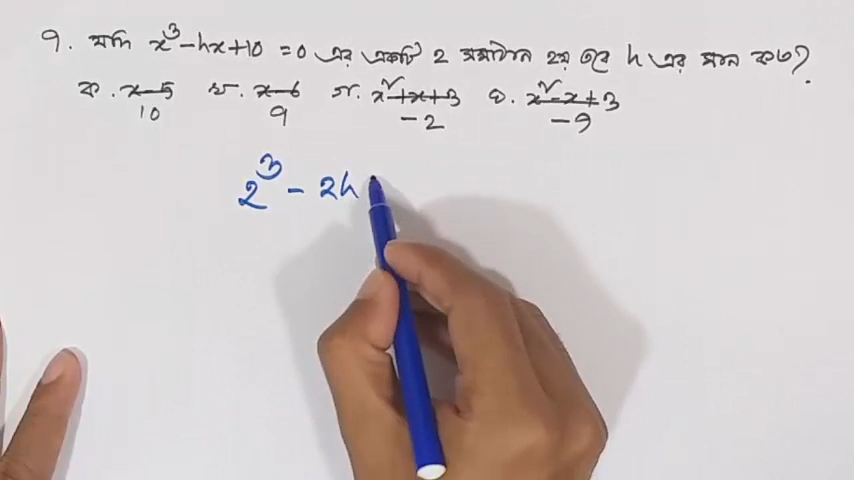 ৭. যদি x³-hx+10 =0 এর একটি 2 সমাধান হয় তবে h এর মান কত?
ক. x-5 খ. x-6 গ. x²+x+3 ঘ. x²-x+3
10 9 -2 -9
2³ - 2h